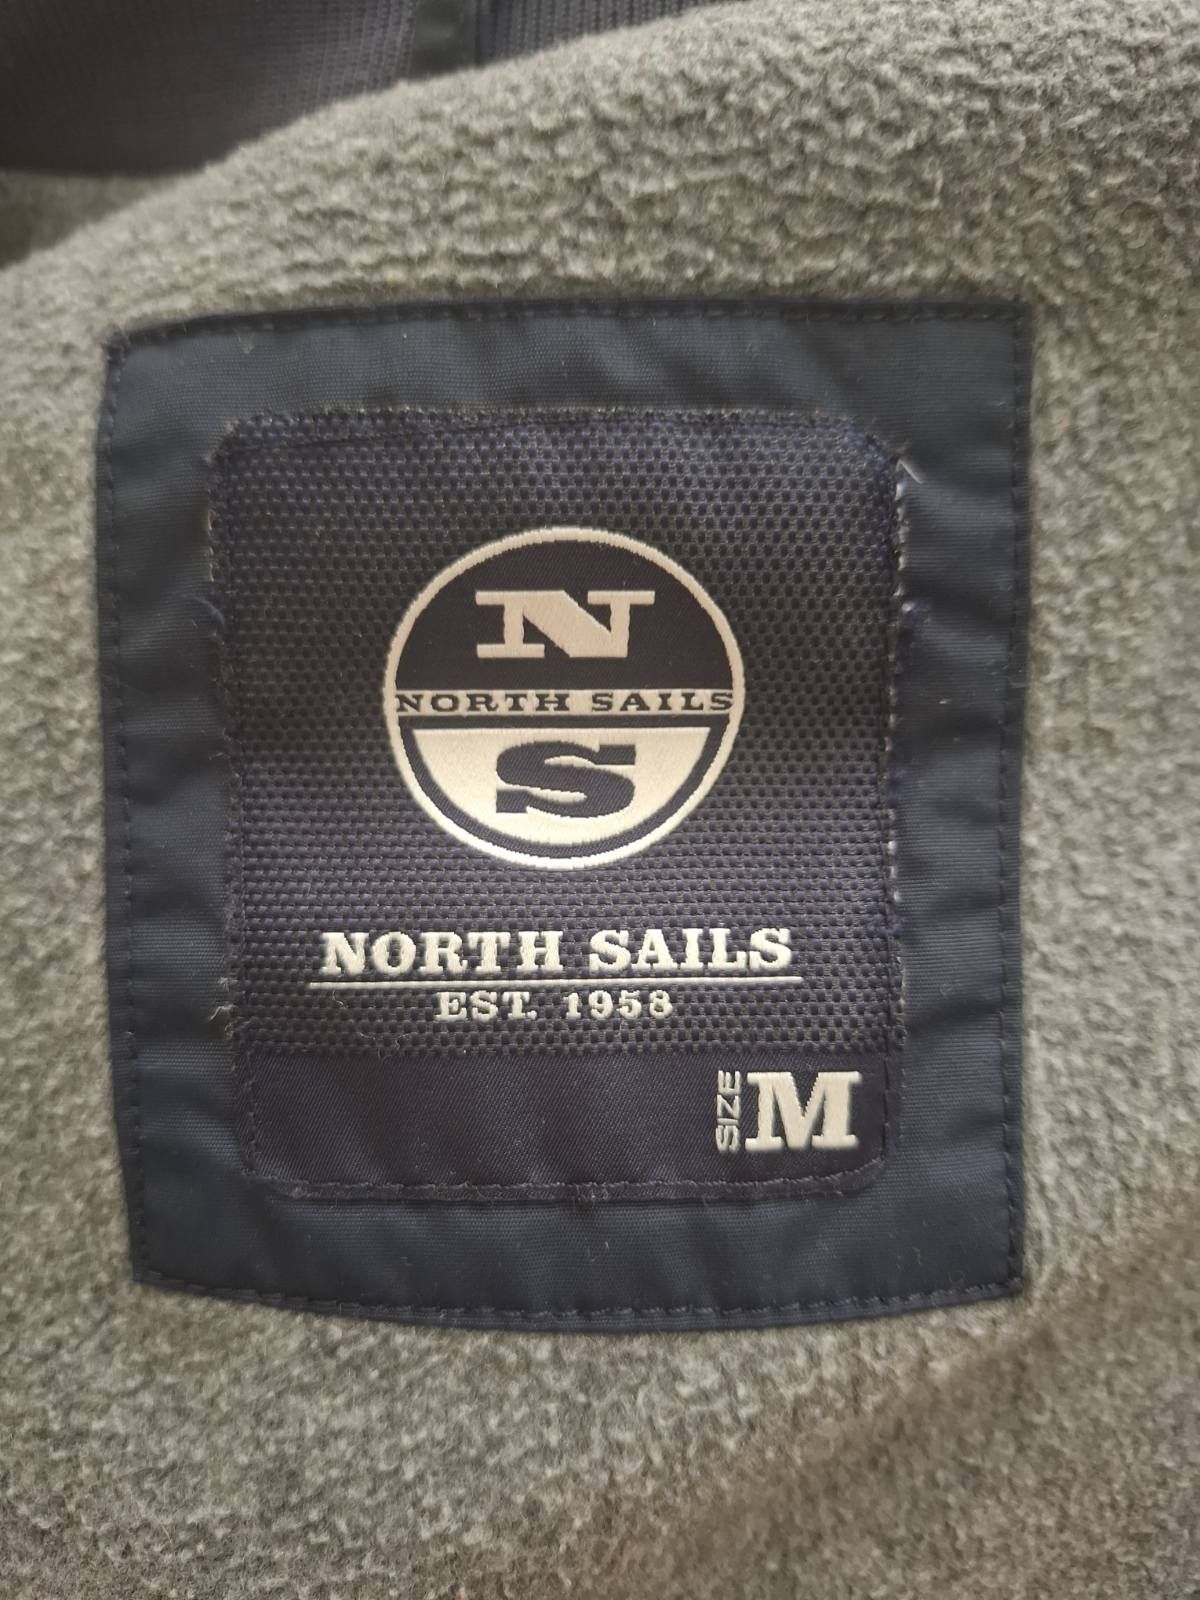 N
NORTH SAILS
S
NORTH SAILS
EST. 1958
SIZE M